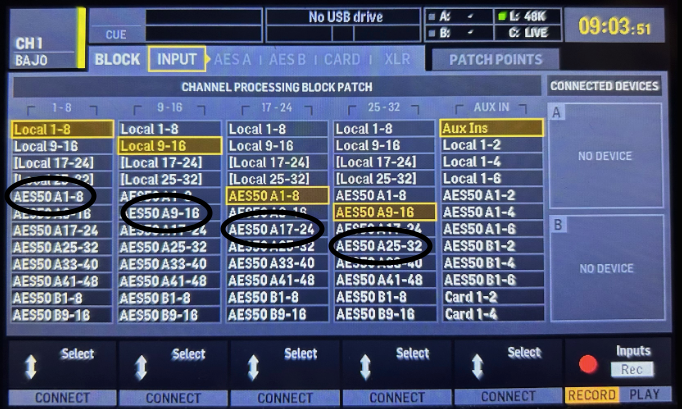 No USB drive
A:
L: 48K
B:
C: LIVE
09:03:51
CH 1
BAJO
CUE
BLOCK INPUT AES A AES B CARD XLR PATCH POINTS
CHANNEL PROCESSING BLOCK PATCH CONNECTED DEVICES
1-8 9-16 17-24 25-32 AUX IN A
Local 1-8 Local 1-8 Local 1-8 Local 1-8 Aux Ins
Local 9-16 Local 9-16 Local 9-16 Local 9-16 Local 1-2
[Local 17-24] [Local 17-24] [Local 17-24] [Local 17-24] Local 1-4
[Local 25-32] [Local 25-32] [Local 25-32] [Local 25-32] Local 1-6
AES50 A1-8 AES50 A1-8 AES50 A1-8 AES50 A1-8 AES50 A1-2
AES50 A9-16 AES50 A9-16 AES50 A9-16 AES50 A9-16 AES50 A1-4
AES50 A17-24 AES50 A17-24 AES50 A17-24 AES50 A17-24 AES50 A1-6
AES50 A25-32 AES50 A25-32 AES50 A25-32 AES50 A25-32 AES50 B1-2
AES50 A33-40 AES50 A33-40 AES50 A33-40 AES50 A33-40 AES50 B1-4
AES50 A41-48 AES50 A41-48 AES50 A41-48 AES50 A41-48 AES50 B1-6
AES50 B1-8 AES50 B1-8 AES50 B1-8 AES50 B1-8 Card 1-2
AES50 B9-16 AES50 B9-16 AES50 B9-16 AES50 B9-16 Card 1-4
NO DEVICE
B
NO DEVICE
Select Select Select Select Inputs
Rec
CONNECT CONNECT CONNECT CONNECT RECORD PLAY